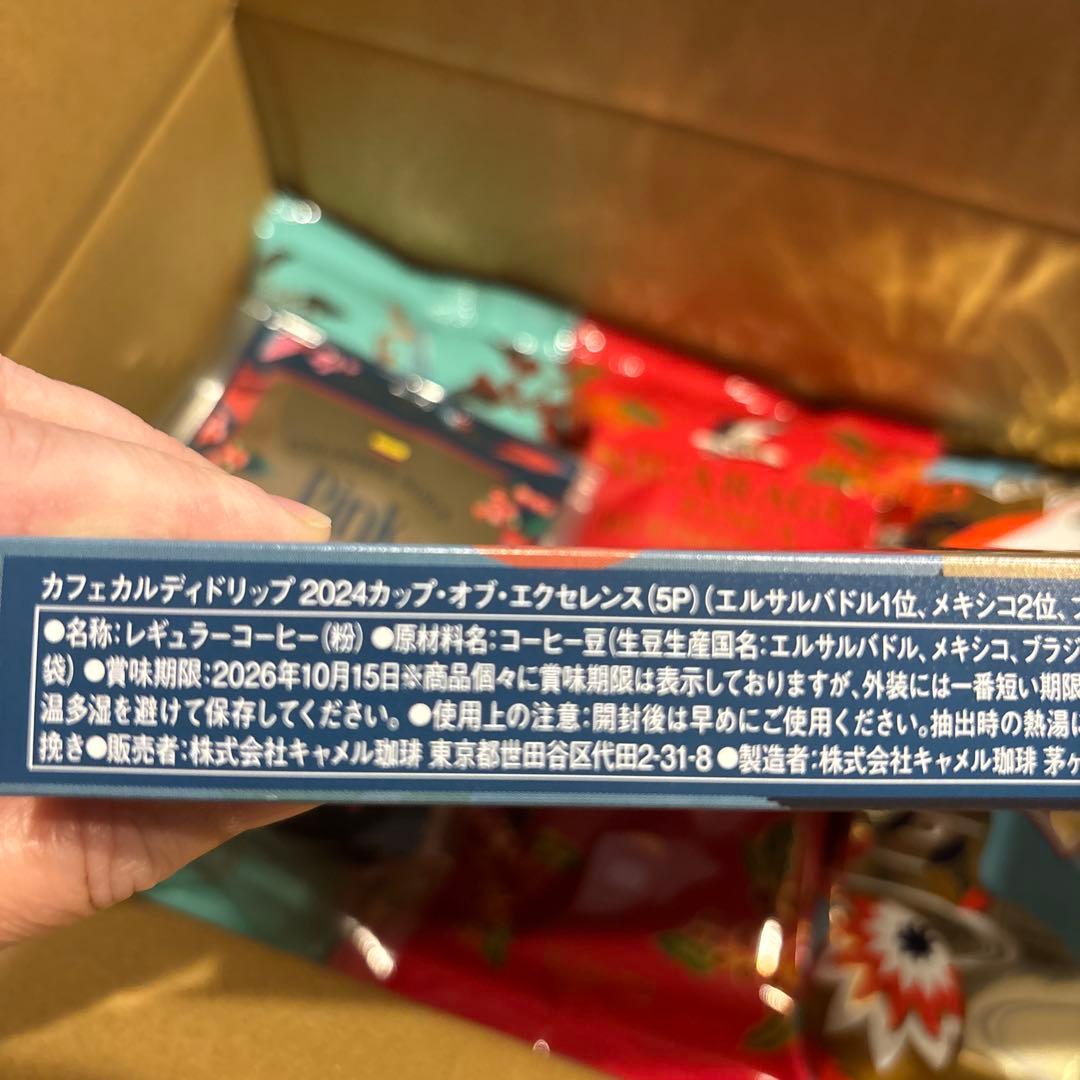 Pink
カフェカルディドリップ 2024カップ・オブ・エクセレンス(5P)(エルサルバドル1位、メキシコ2位、
●名称:レギュラーコーヒー(粉) ●原材料名:コーヒー豆(生豆生産国名:エルサルバドル、メキシコ、ブラジ
袋) ●賞味期限:2026年10月15日※商品個々に賞味期限は表示しておりますが、外装には一番短い期限
温多湿を避けて保存してください。 ●使用上の注意:開封後は早めにご使用ください。抽出時の熱湯に
挽き●販売者:株式会社キャメル珈琲 東京都世田谷区代田2-31-8 ●製造者:株式会社キャメル珈琲 茅ヶ